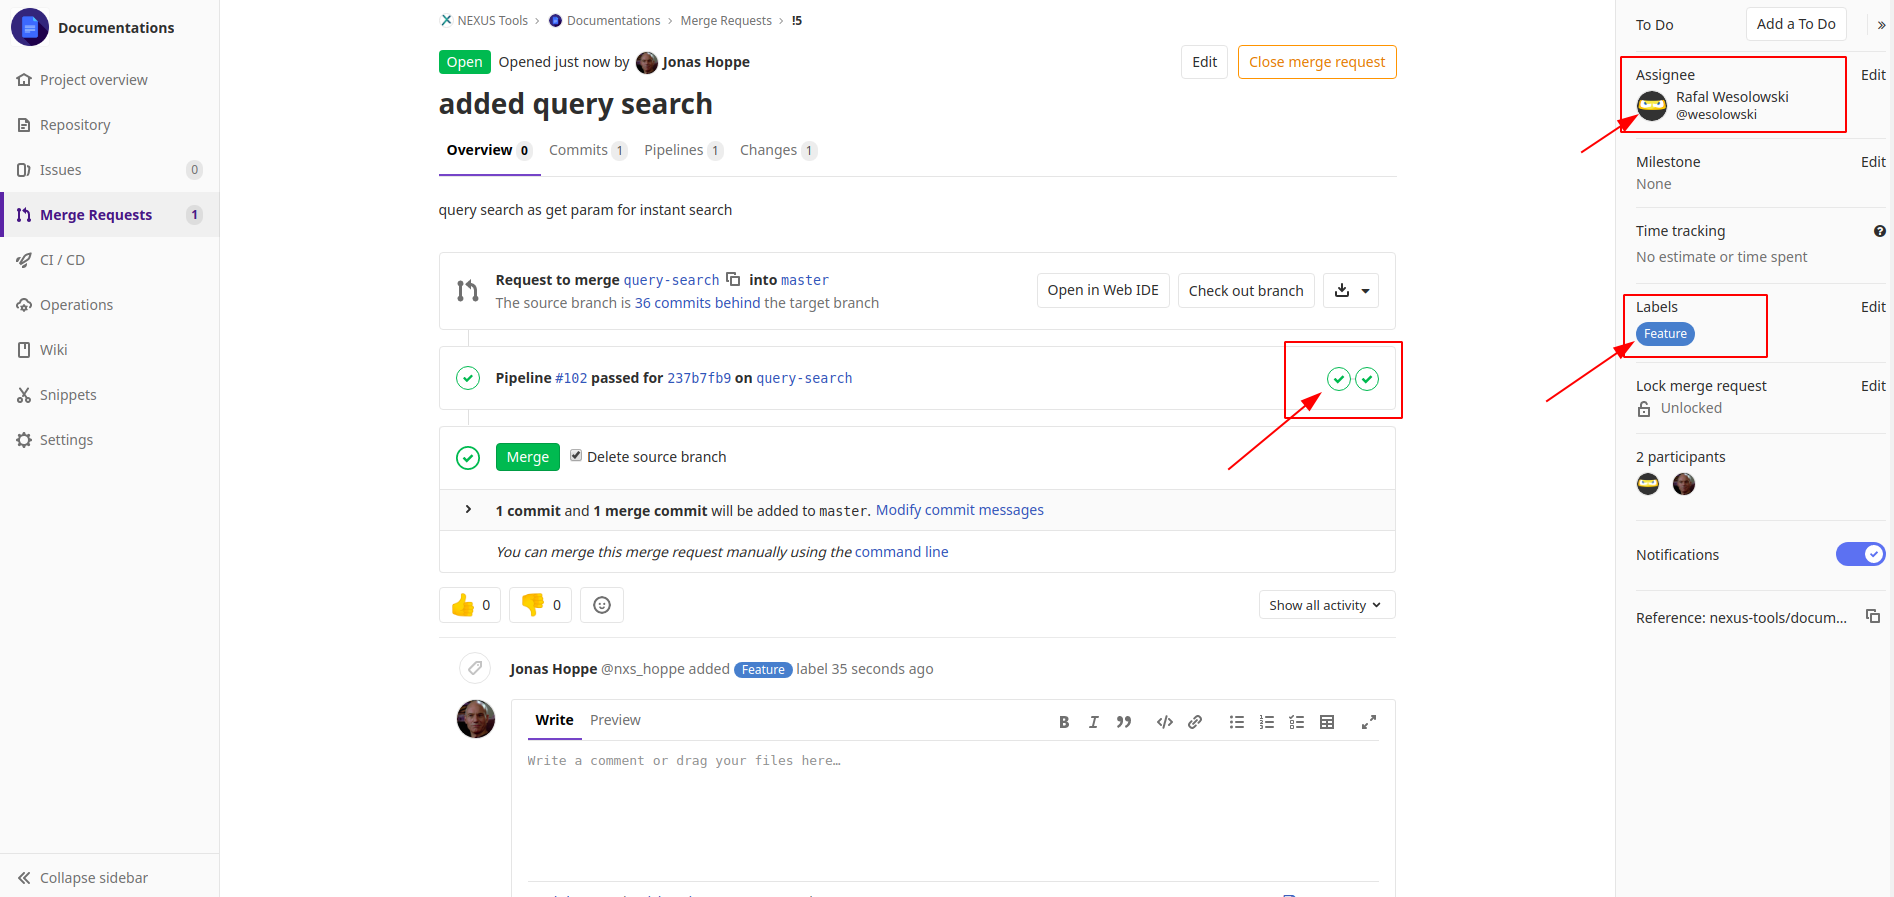 Documentations
Project overview
Repository
Issues 0
Merge Requests 1
CI / CD
Operations
Wiki
Snippets
Settings
Collapse sidebar
NEXUS Tools › Documentations › Merge Requests › !5
Open Opened just now by Jonas Hoppe
Edit Close merge request
added query search
Overview 0 Commits 1 Pipelines 1 Changes 1
query search as get param for instant search
Request to merge query-search into master
The source branch is 36 commits behind the target branch
Open in Web IDE Check out branch
Pipeline #102 passed for 237b7fb9 on query-search
Merge Delete source branch
1 commit and 1 merge commit will be added to master. Modify commit messages
You can merge this merge request manually using the command line
0 0
Show all activity
Jonas Hoppe @nxs_hoppe added Feature label 35 seconds ago
Write Preview
Write a comment or drag your files here…
To Do Add a To Do »
Assignee Edit
Rafal Wesolowski
@wesolowski
Milestone Edit
None
Time tracking
No estimate or time spent
Labels Edit
Feature
Lock merge request Edit
Unlocked
2 participants
Notifications
Reference: nexus-tools/docum...